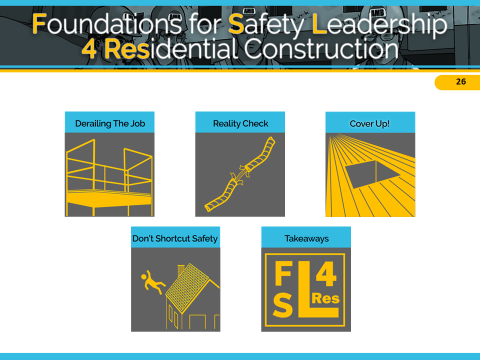 Foundations for Safety Leadership
4 Residential Construction
26
Derailing The Job
Reality Check
Cover Up!
Don't Shortcut Safety
Takeaways
F 4
S L Res